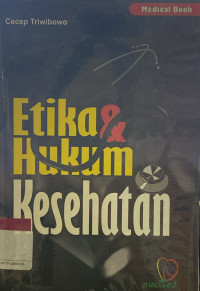 Medical Book
Cecep Triwibowo
Etika &
Hukum
Kesehatan